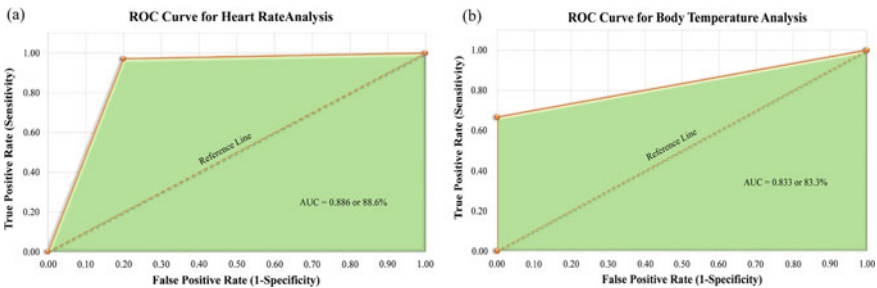 (a)
ROC Curve for Heart RateAnalysis
True Positive Rate (Sensitivity)
1.00
0.80
0.60
0.40
0.20
0.00
Reference Line
AUC = 0.886 or 88.6%
0.00 0.10 0.20 0.30 0.40 0.50 0.60 0.70 0.80 0.90 1.00
False Positive Rate (1-Specificity)
(b)
ROC Curve for Body Temperature Analysis
True Positive Rate (Sensitivity)
1.00
0.80
0.60
0.40
0.20
0.00
Reference Line
AUC = 0.833 or 83.3%
0.00 0.10 0.20 0.30 0.40 0.50 0.60 0.70 0.80 0.90 1.00
False Positive Rate (1-Specificity)